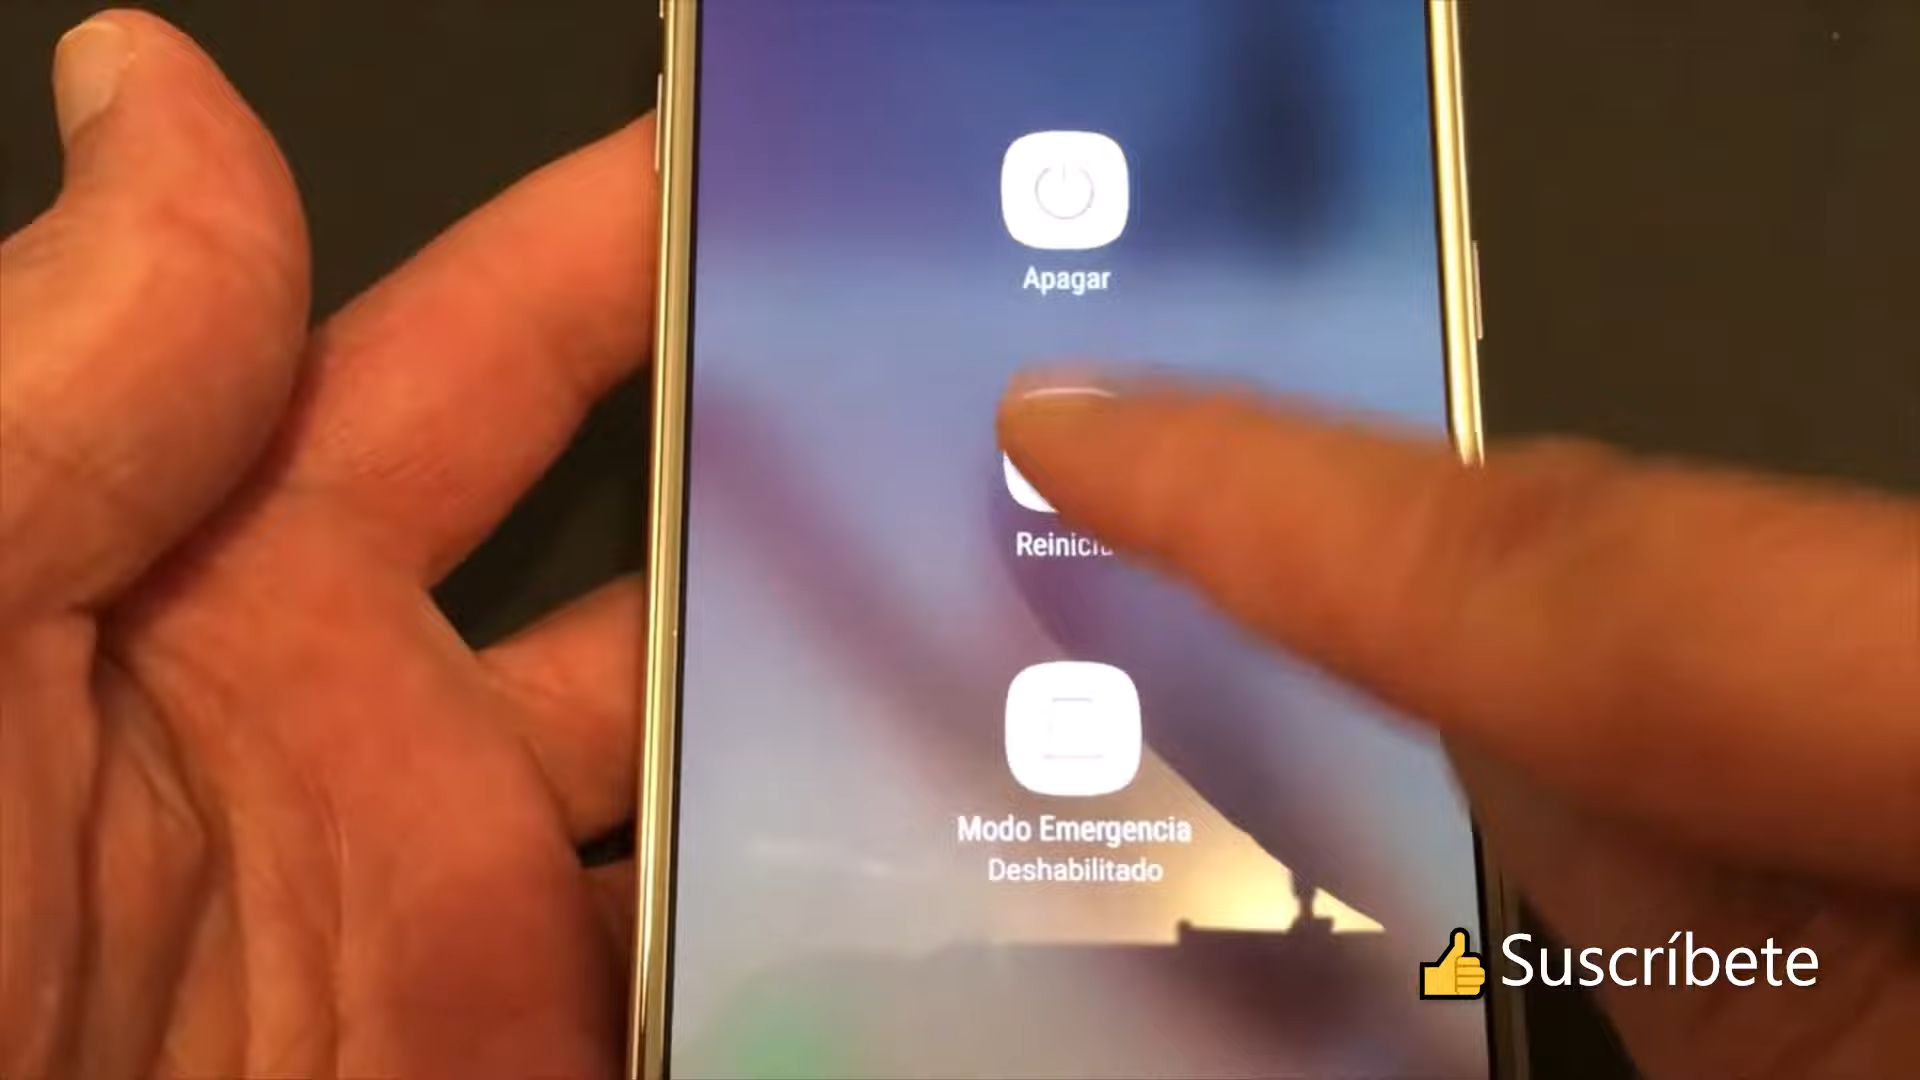 Apagar
Modo Emergencia
Deshabilitado
Suscríbete